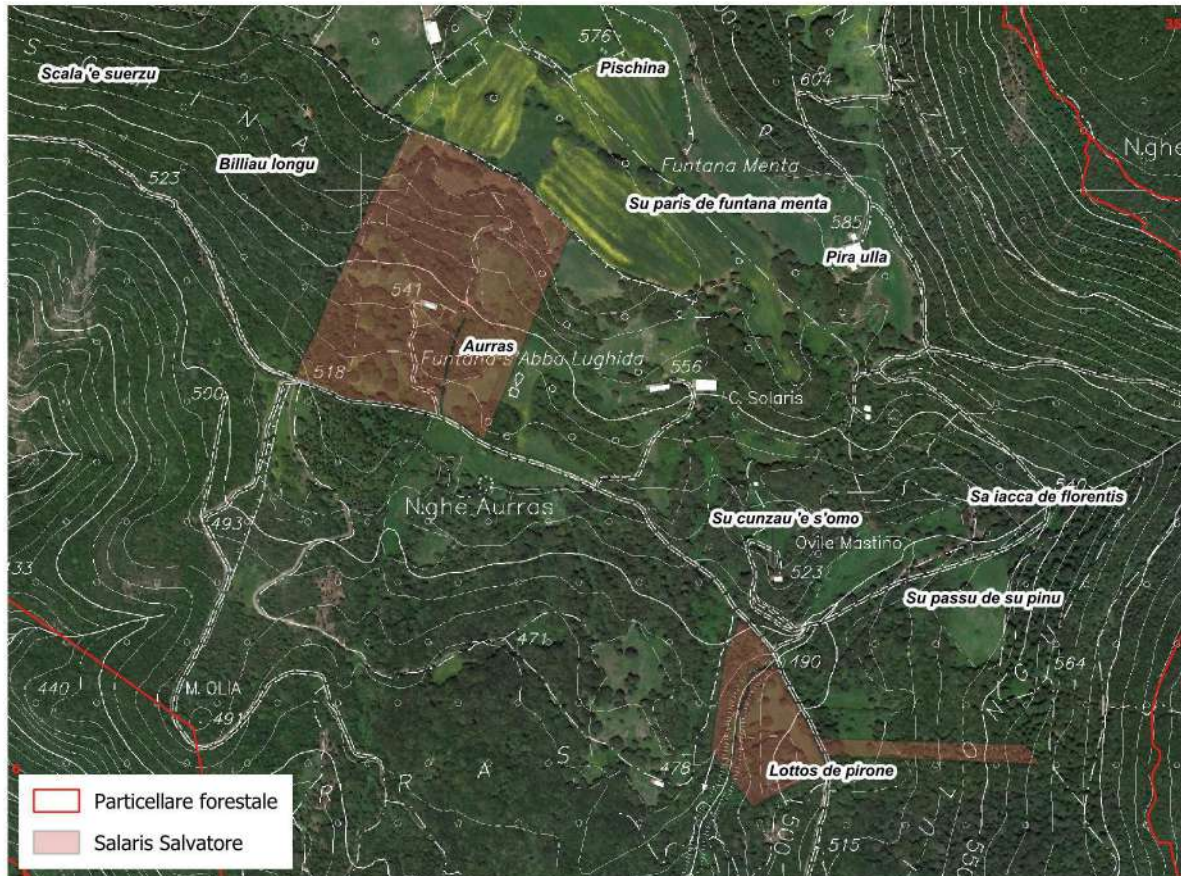 576
Pischina
Scala 'e suerzu
604
Billiau longu
Funtana Menta
N.ghe
523
Su paris de funtana menta
585
Pira ulla
541
Aurras
Funtana s'Abba Lughida
556
518
500
C. Solaris
N.ghe Aurras
493
Sa iacca de florentis
Su cunzau 'e s'omo
Ovile Mastino
523
Su passu de su pinu
433
471
490
564
440
M. OLIA
491
478
Lottos de pirone
500
515
550
Particellare forestale
Salaris Salvatore